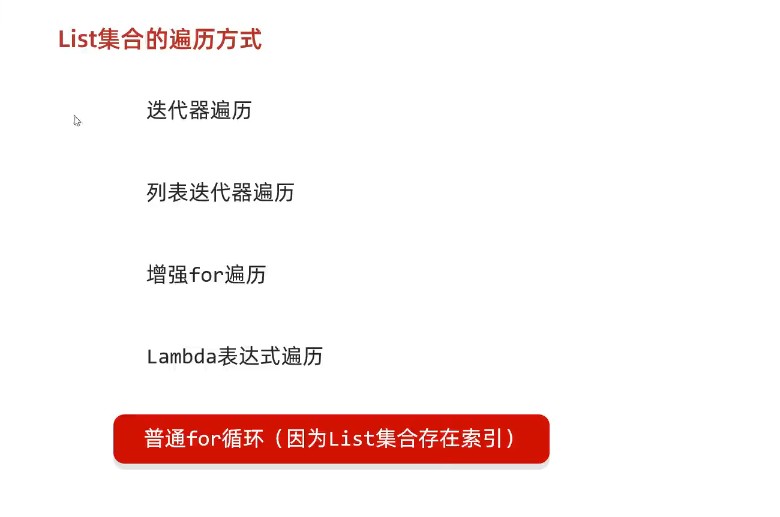 List集合的遍历方式
迭代器遍历
列表迭代器遍历
增强for遍历
Lambda表达式遍历
普通for循环（因为List集合存在索引）